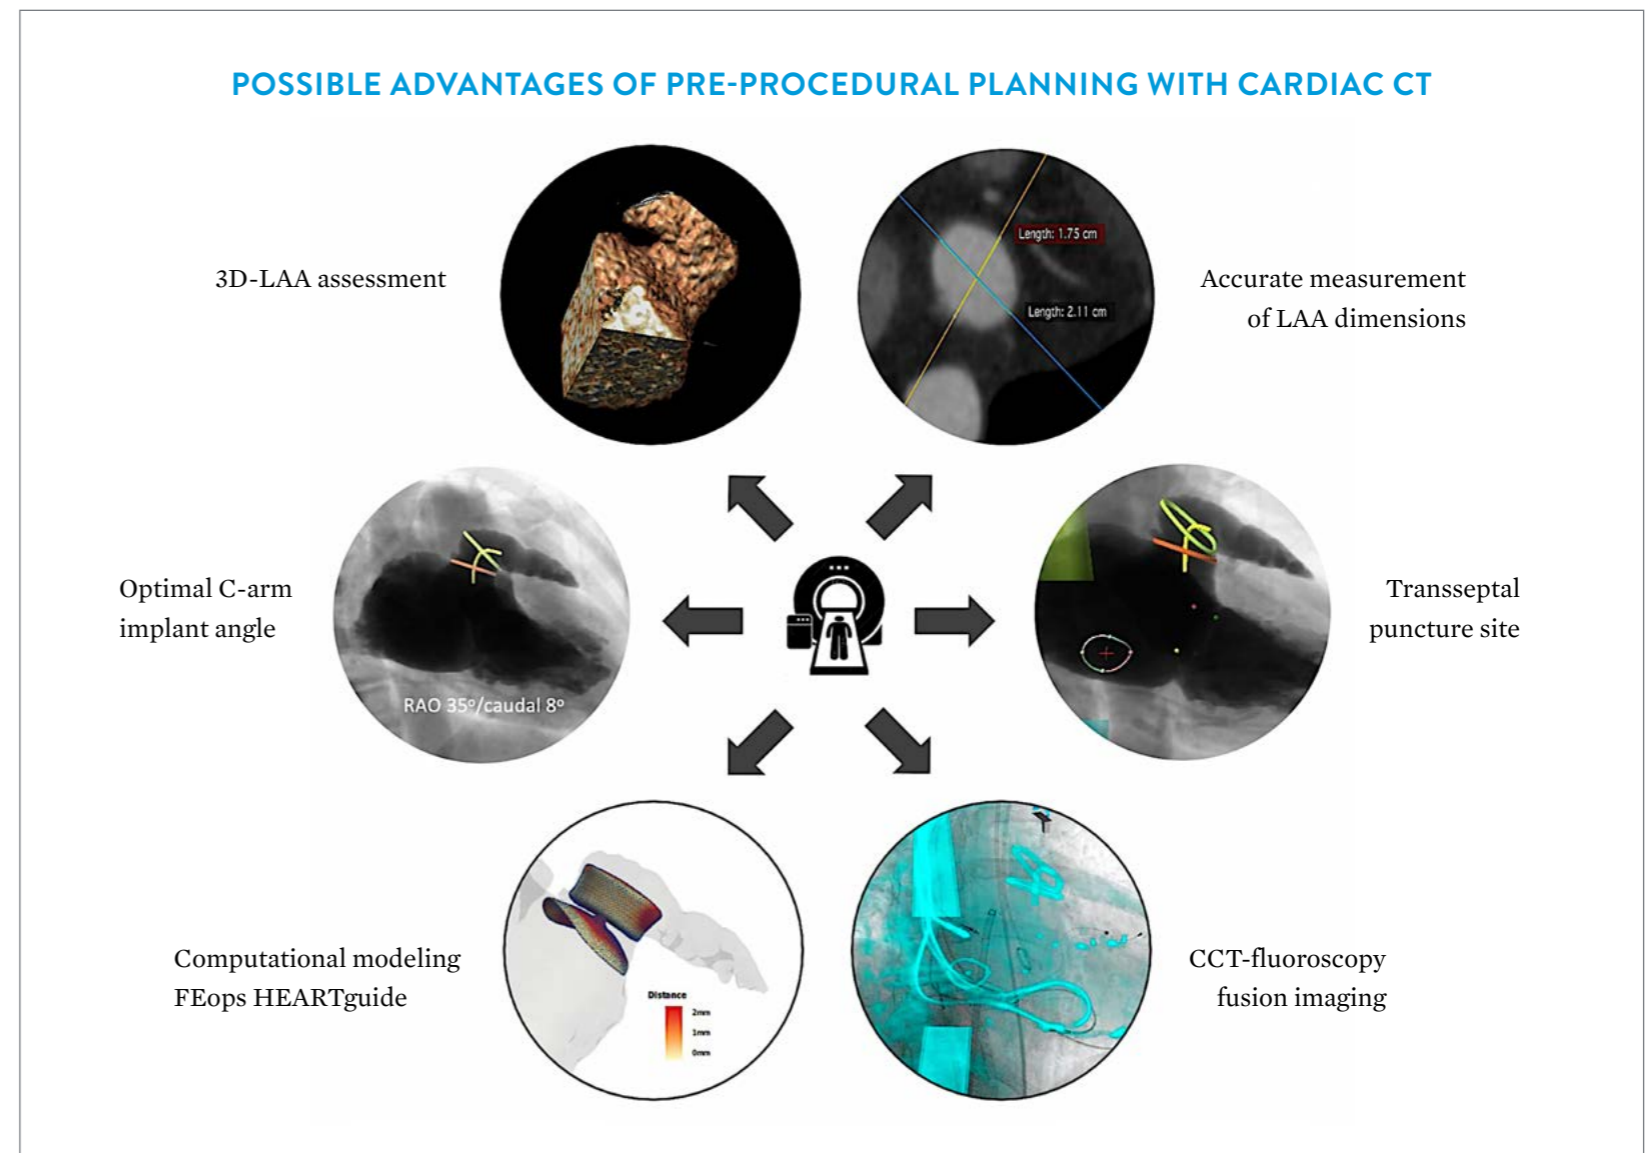 POSSIBLE ADVANTAGES OF PRE-PROCEDURAL PLANNING WITH CARDIAC CT
3D-LAA assessment
Length: 1.75 cm
Length: 2.11 cm
Accurate measurement
of LAA dimensions
Optimal C-arm
implant angle
RAO 35º/caudal 8º
Transseptal
puncture site
Computational modeling
FEops HEARTguide
Distance
2mm
1mm
0mm
CCT-fluoroscopy
fusion imaging